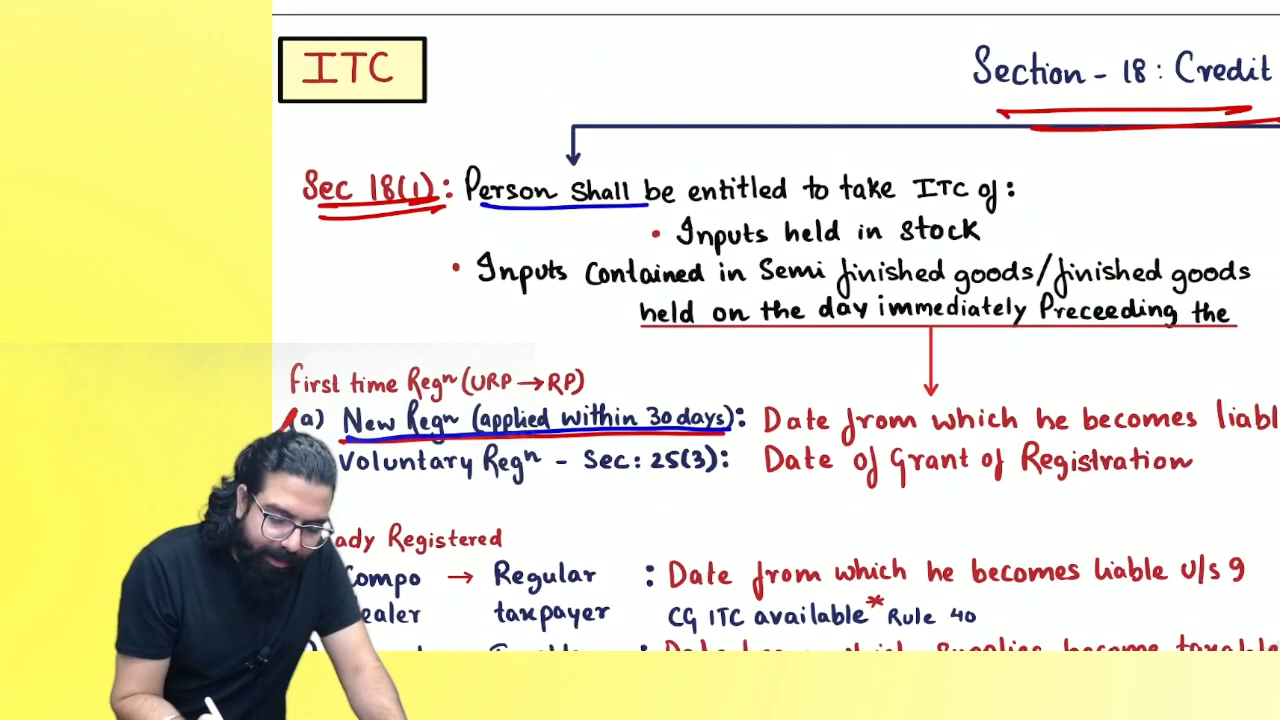 ITC
Section - 18 : Credit
Sec 18(1) : Person shall be entitled to take ITC of :
• Inputs held in stock
• Inputs contained in semi finished goods/finished goods
held on the day immediately Preceeding the
First time Regn (URP → RP)
(a) New Regn (applied within 30 days) : Date from which he becomes liabl
Voluntary Regn - Sec : 25(3) : Date of Grant of Registration
ady Registered
Compo → Regular : Date from which he becomes liable u/s 9
ealer taxpayer CG ITC available* Rule 40